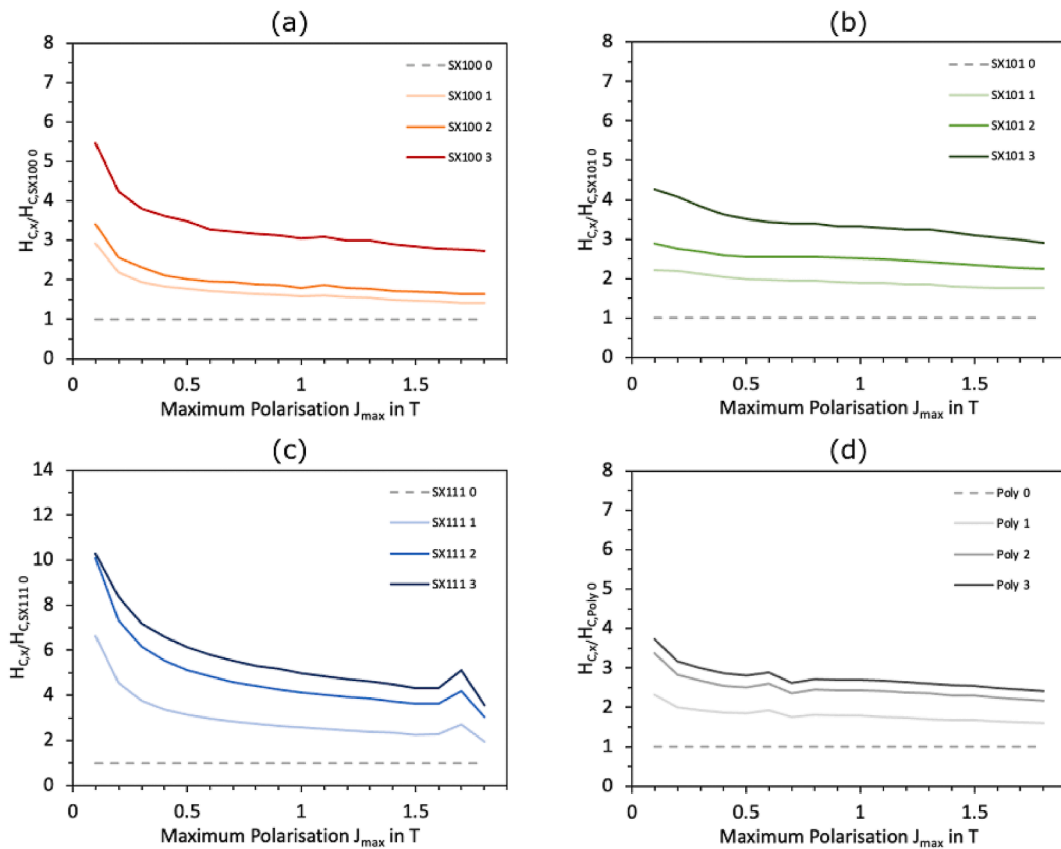 (a)
8
7
6
5
4
3
2
1
0
H_C,x/H_C,SX100 0
SX100 0
SX100 1
SX100 2
SX100 3
0
0.5
1
1.5
Maximum Polarisation J_max in T
(b)
8
7
6
5
4
3
2
1
0
H_C,x/H_C,SX101 0
SX101 0
SX101 1
SX101 2
SX101 3
0
0.5
1
1.5
Maximum Polarisation J_max in T
(c)
14
12
10
8
6
4
2
0
H_C,x/H_C,SX111 0
SX111 0
SX111 1
SX111 2
SX111 3
0
0.5
1
1.5
Maximum Polarisation J_max in T
(d)
8
7
6
5
4
3
2
1
0
H_C,x/H_C,Poly 0
Poly 0
Poly 1
Poly 2
Poly 3
0
0.5
1
1.5
Maximum Polarisation J_max in T